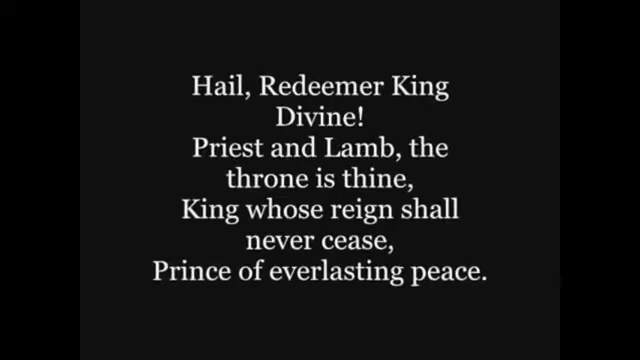 Hail, Redeemer King
Divine!
Priest and Lamb, the
throne is thine,
King whose reign shall
never cease,
Prince of everlasting peace.